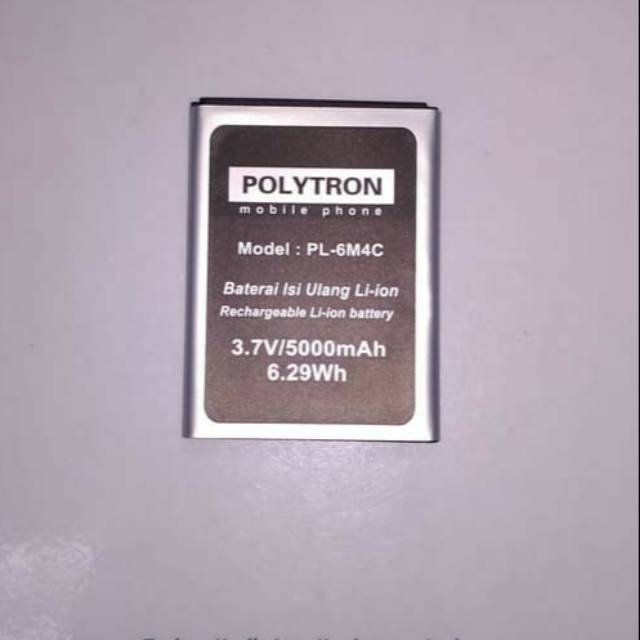 POLYTRON
mobile phone
Model : PL-6M4C
Baterai Isi Ulang Li-ion
Rechargeable Li-ion battery
3.7V/5000mAh
6.29Wh